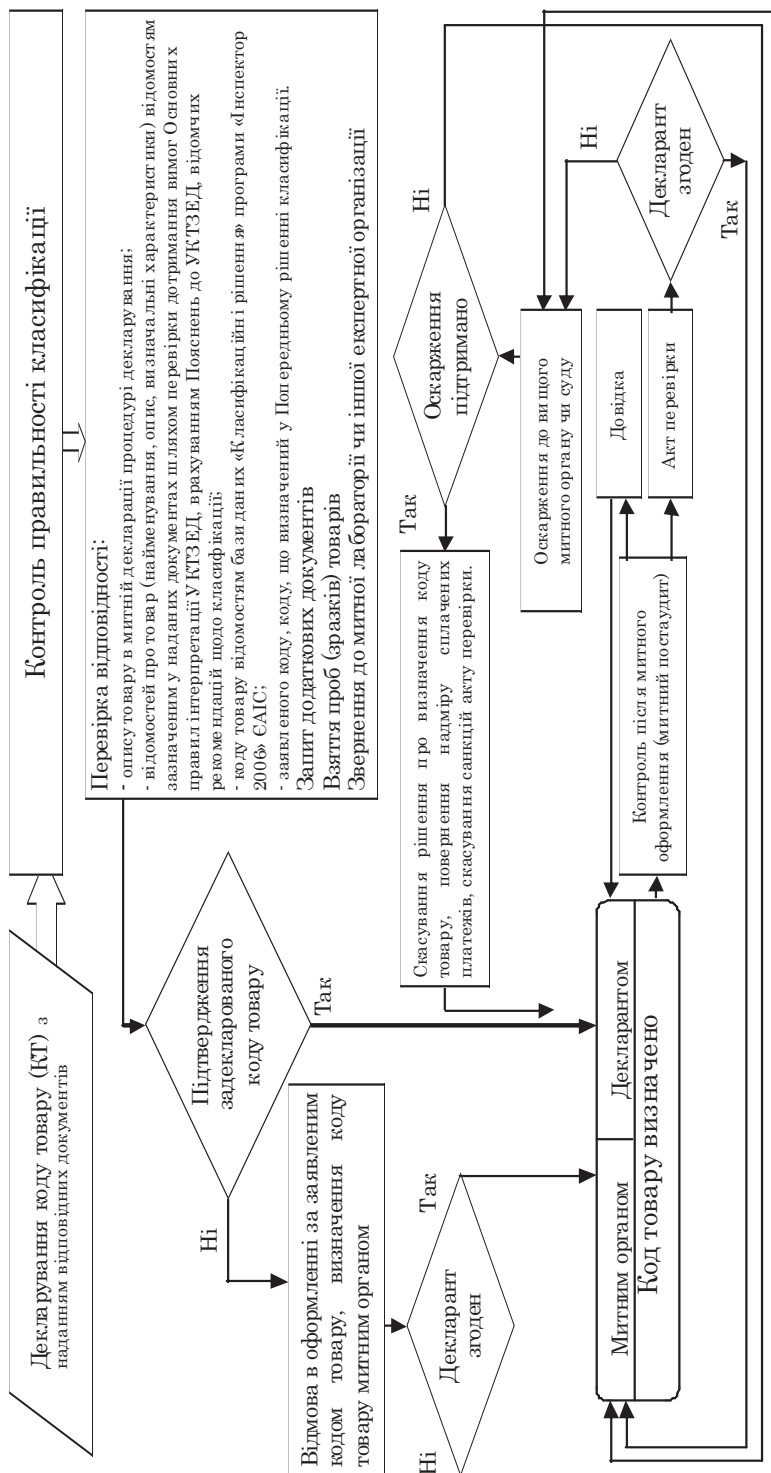 Декларування коду товару (КТ) з
наданням відповідних документів
Контроль правильності класифікації
Перевірка відповідності:
- опису товару в митній декларації процедурі декларування;
- відомостей про товар (найменування, опис, визначальні характеристики) відомостям
зазначеним у наданих документах шляхом перевірки дотримання вимог Основних
правил інтерпретації УКТЗЕД, врахуванням Пояснень до УКТЗЕД, відомчих
рекомендацій щодо класифікації;
- коду товару відомостям бази даних «Класифікаційні рішення» програми «Інспектор
2006» ЄАІС;
- заявленого коду, коду, що визначений у Попередньому рішенні класифікації.
Запит додаткових документів
Взяття проб (зразків) товарів
Звернення до митної лабораторії чи іншої експертної організації
Підтвердження
задекларованого
коду товару
Ні
Так
Відмова в оформленні за заявленим
кодом товару, визначення коду
товару митним органом
Декларант
згоден
Ні
Так
Скасування рішення про визначення коду
товару, повернення надміру сплачених
платежів, скасування санкцій акту перевірки.
Так
Оскарження
підтримано
Ні
Оскарження до вищого
митного органу чи суду
Митним органом
Декларантом
Код товару визначено
Контроль після митного
оформлення (митний постаудит)
Довідка
Акт перевірки
Декларант
згоден
Ні
Так